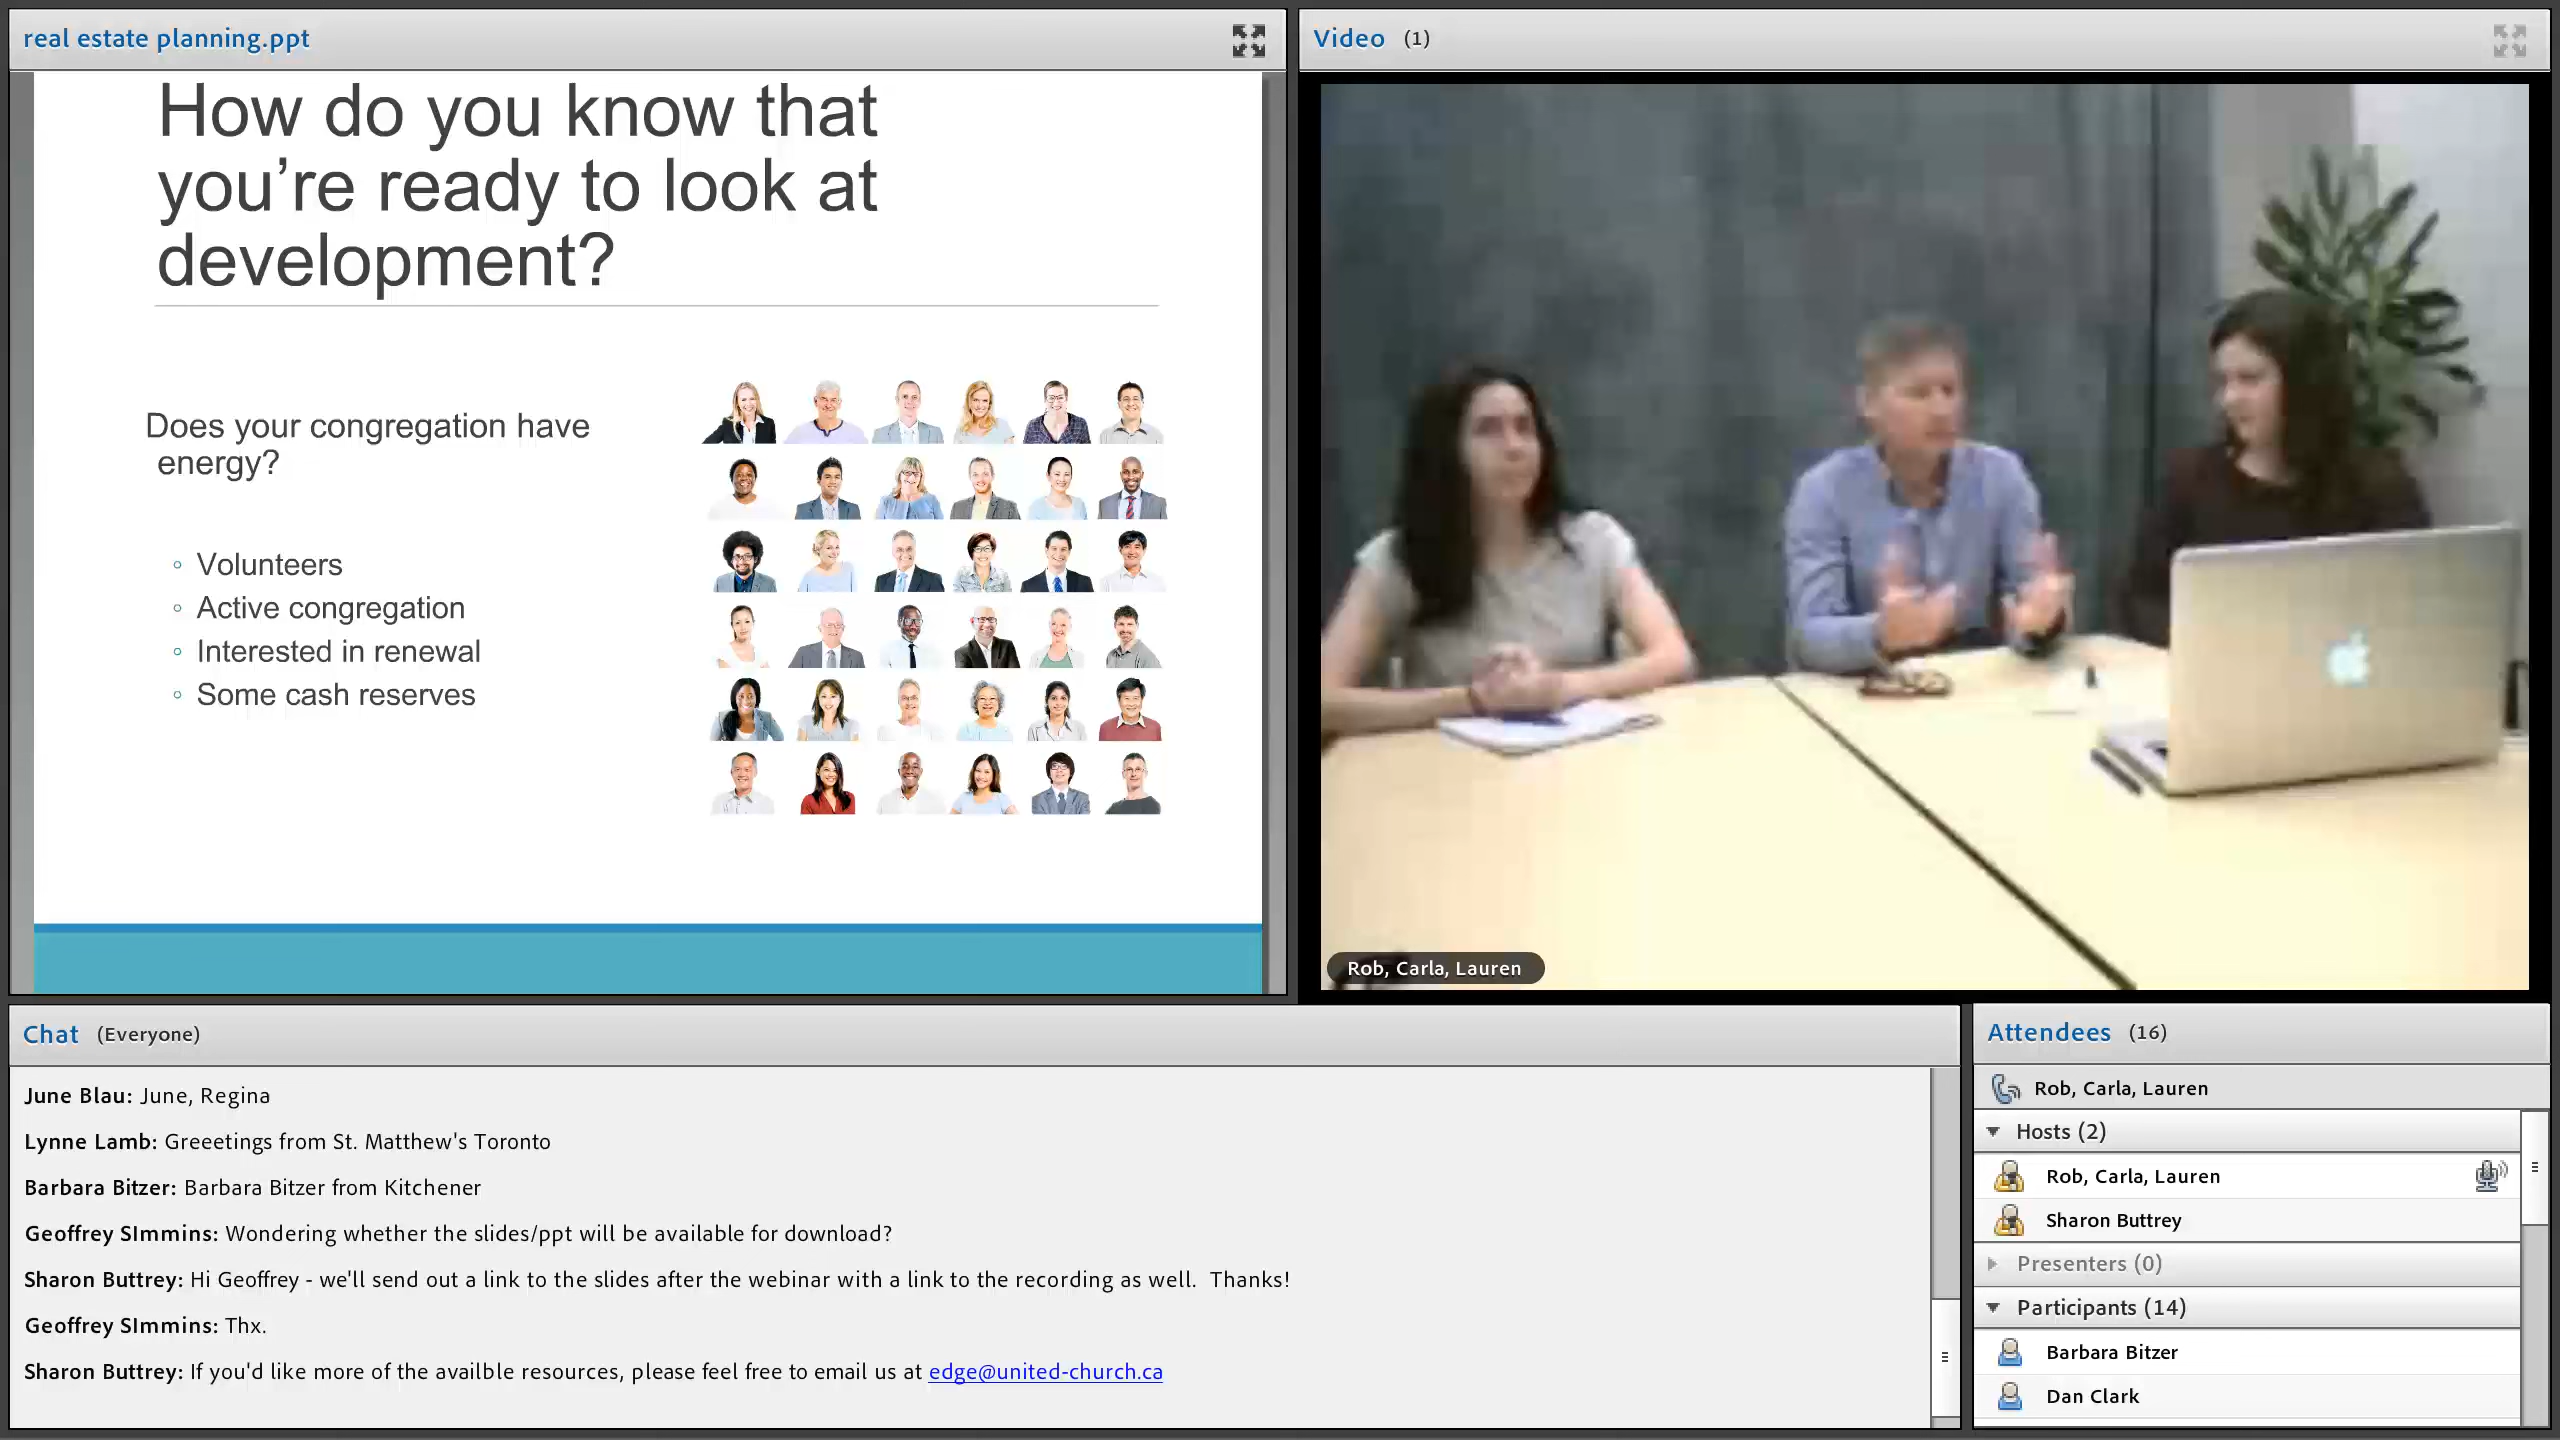 real estate planning.ppt
How do you know that
you’re ready to look at
development?
Does your congregation have
energy?
◦ Volunteers
◦ Active congregation
◦ Interested in renewal
◦ Some cash reserves
Video (1)
Rob, Carla, Lauren
Chat (Everyone)
June Blau: June, Regina
Lynne Lamb: Greeetings from St. Matthew's Toronto
Barbara Bitzer: Barbara Bitzer from Kitchener
Geoffrey SImmins: Wondering whether the slides/ppt will be available for download?
Sharon Buttrey: Hi Geoffrey - we'll send out a link to the slides after the webinar with a link to the recording as well.  Thanks!
Geoffrey SImmins: Thx.
Sharon Buttrey: If you'd like more of the availble resources, please feel free to email us at edge@united-church.ca
Attendees (16)
Rob, Carla, Lauren
Hosts (2)
Rob, Carla, Lauren
Sharon Buttrey
Presenters (0)
Participants (14)
Barbara Bitzer
Dan Clark